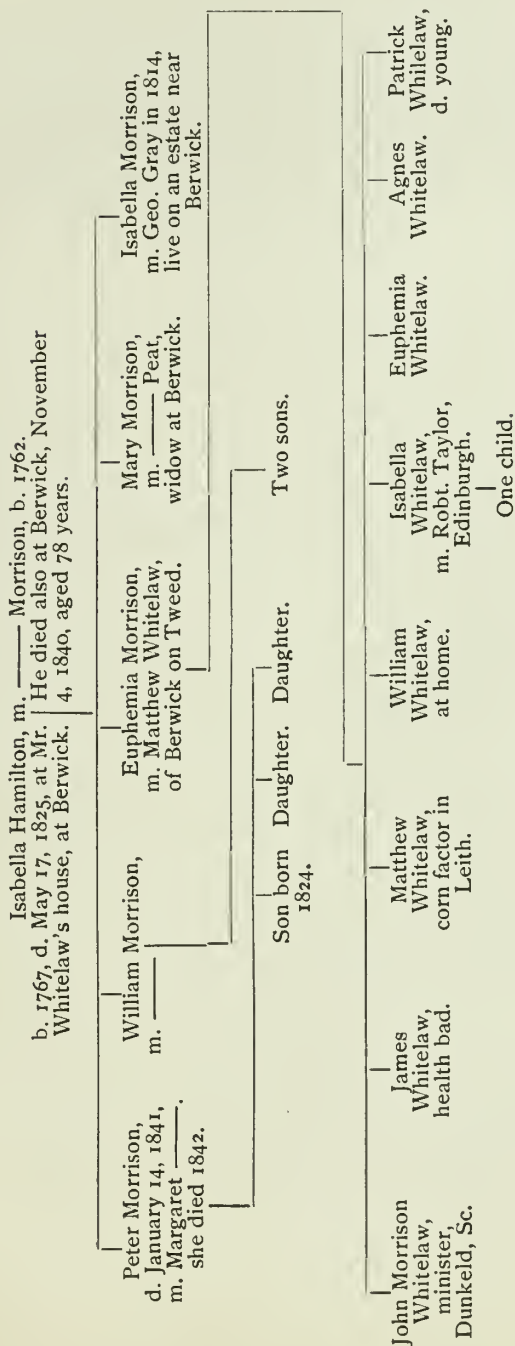 Isabella Hamilton, m. —— Morrison, b. 1762.
b. 1767, d. May 17, 1825, at Mr. He died also at Berwick, November
Whitelaw's house, at Berwick. 4, 1840, aged 78 years.
Peter Morrison,
d. January 14, 1841,
m. Margaret ——.
she died 1842.
William Morrison,
m. ——
Euphemia Morrison,
m. Matthew Whitelaw,
of Berwick on Tweed.
Mary Morrison,
m. —— Peat,
widow at Berwick.
Isabella Morrison,
m. Geo. Gray in 1814,
live on an estate near
Berwick.
Son born
1824.
Daughter.
Daughter.
Two sons.
John Morrison
Whitelaw,
minister,
Dunkeld, Sc.
James
Whitelaw,
health bad.
Matthew
Whitelaw,
corn factor in
Leith.
William
Whitelaw,
at home.
Isabella
Whitelaw,
m. Robt. Taylor,
Edinburgh.
One child.
Euphemia
Whitelaw.
Agnes
Whitelaw.
Patrick
Whilelaw,
d. young.